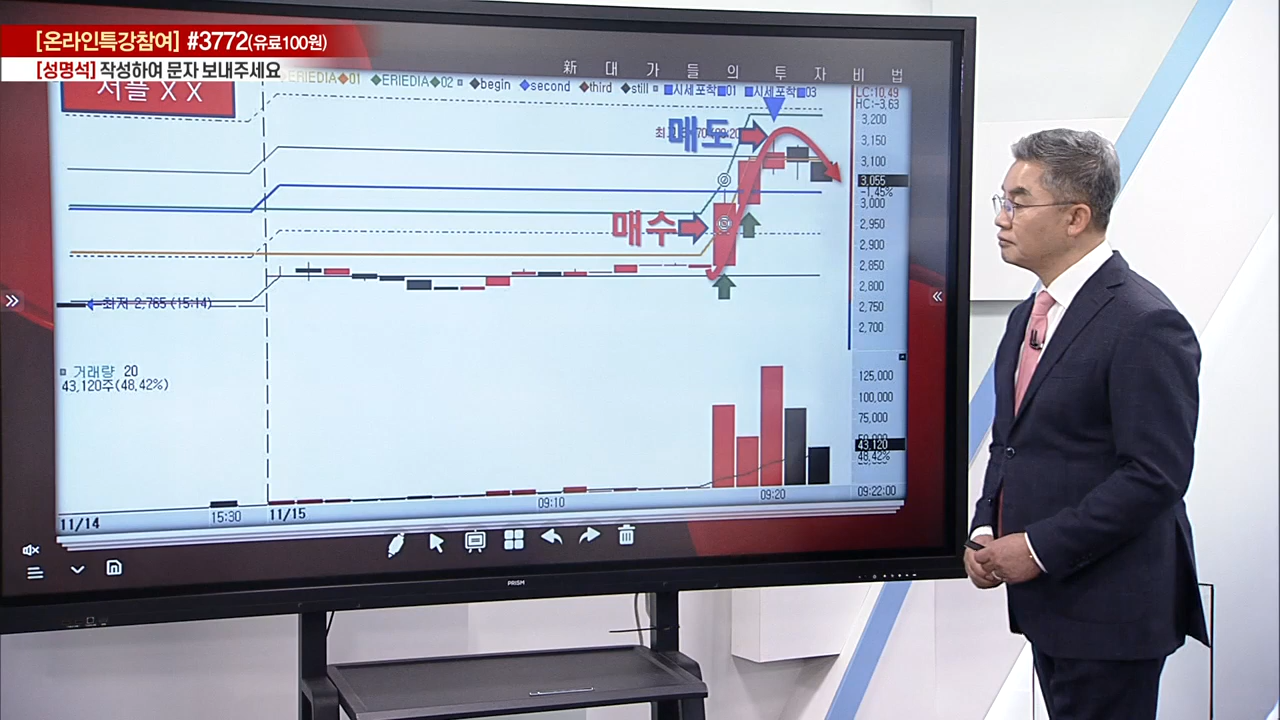 [온라인특강참여] #3772(유료100원)
[성명석] 작성하여 문자 보내주세요
新 대 가 들 의 투 자 비 법
서플 X X
ERIEDIA◆01 ◆ERIEDIA◆02 ◆begin ◆second ◆third ◆still ■시세포착■01 ■시세포착■03
LC:10.49
HC:-3.63
3,200
3,150
3,100
3,055
-1.45%
3,000
2,950
2,900
2,850
2,800
2,750
2,700
매도
매수
최저 2,765 (15:14)
거래량 20
43,120주(48.42%)
125,000
100,000
75,000
43,120
48.42%
11/14
15:30
11/15
09:10
09:20
09:22:00
PRISM